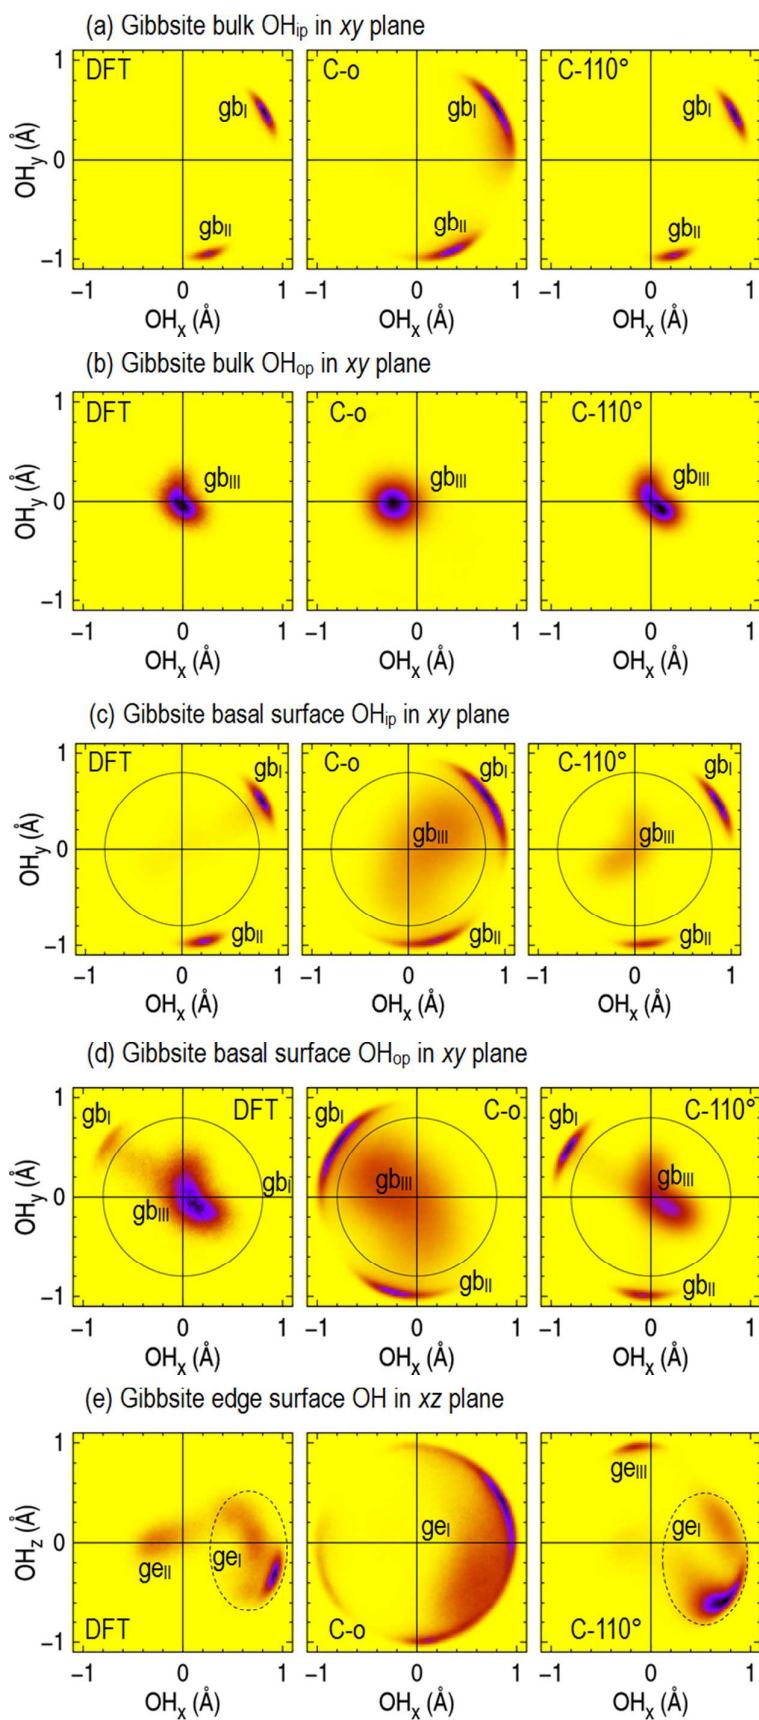 (a) Gibbsite bulk OHip in xy plane
DFT C-o C-110°
1 gbI gbI gbI
OHy (Å) 0
gbII gbII gbII
−1
−1 0 1 −1 0 1 −1 0 1
OHx (Å) OHx (Å) OHx (Å)
(b) Gibbsite bulk OHop in xy plane
DFT C-o C-110°
1
gbIII gbIII gbIII
OHy (Å) 0
−1
−1 0 1 −1 0 1 −1 0 1
OHx (Å) OHx (Å) OHx (Å)
(c) Gibbsite basal surface OHip in xy plane
DFT C-o C-110°
1 gbI gbI gbI
OHy (Å) 0 gbIII gbIII
gbII gbII gbII
−1
−1 0 1 −1 0 1 −1 0 1
OHx (Å) OHx (Å) OHx (Å)
(d) Gibbsite basal surface OHop in xy plane
1 gbI DFT gbI C-o gbI C-110°
OHy (Å) 0 gbIII gbi gbIII gbIII
gbII gbII
−1
−1 0 1 −1 0 1 −1 0 1
OHx (Å) OHx (Å) OHx (Å)
(e) Gibbsite edge surface OH in xz plane
1 geIII
OHz (Å) 0 geII geI geI geI
DFT C-o C-110°
−1
−1 0 1 −1 0 1 −1 0 1
OHx (Å) OHx (Å) OHx (Å)